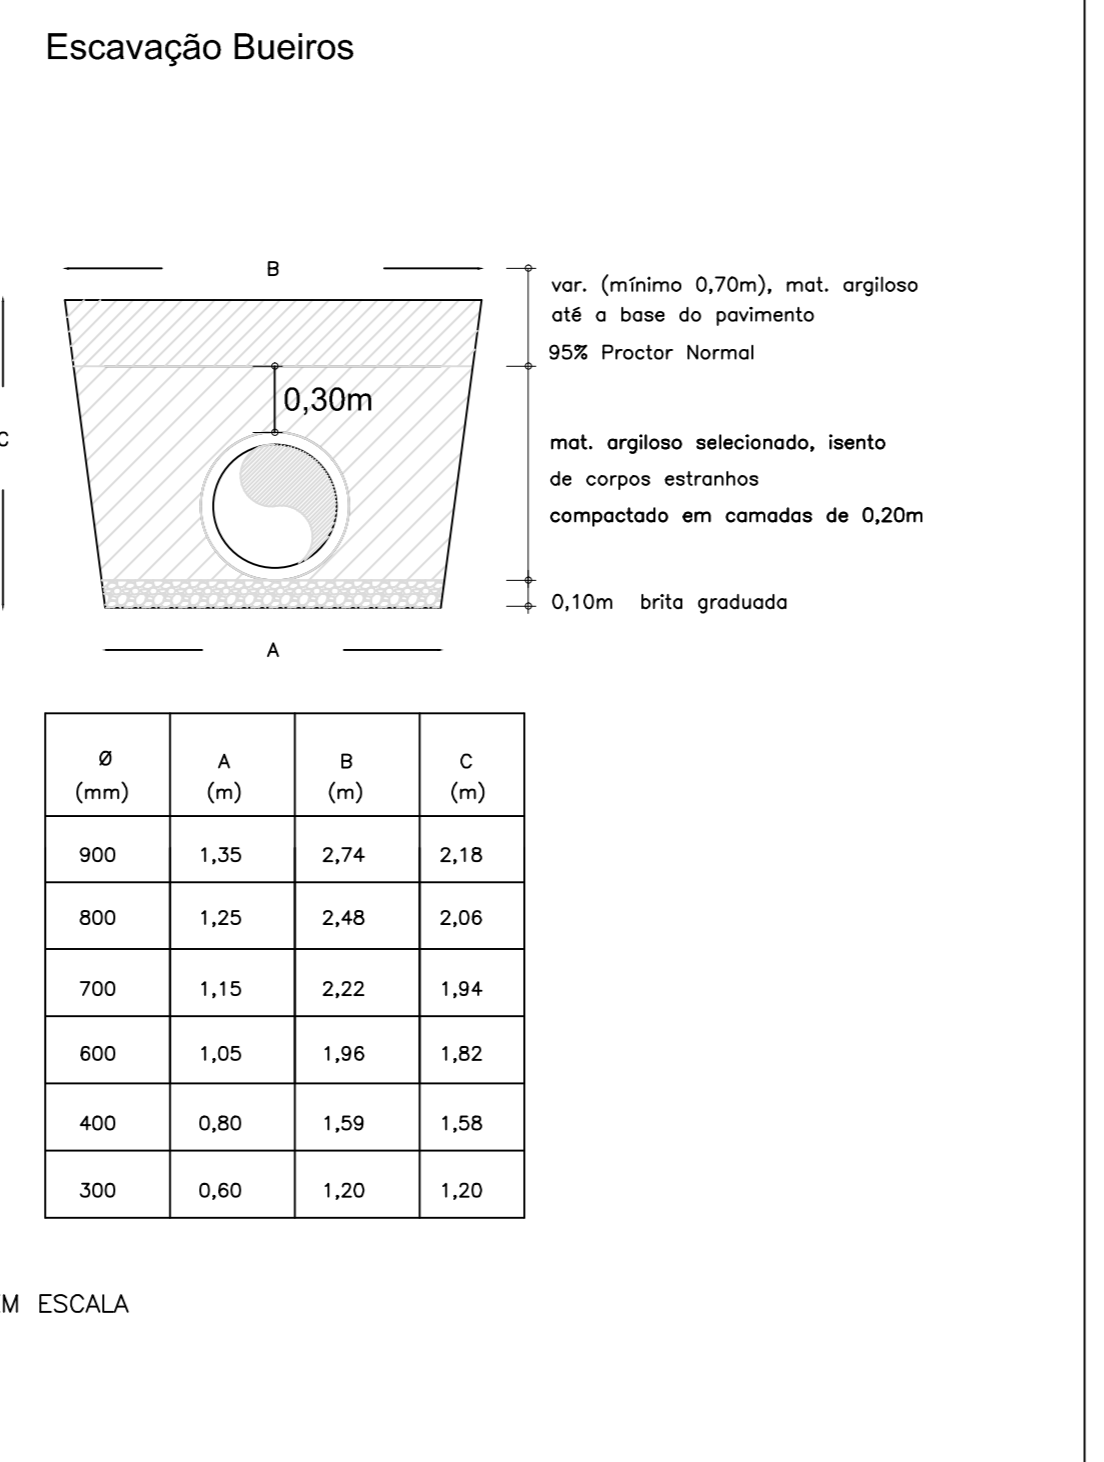 Escavação Bueiros
B
var. (mínimo 0,70m), mat. argiloso
até a base do pavimento
95% Proctor Normal
0,30m
C
mat. argiloso selecionado, isento
de corpos estranhos
compactado em camadas de 0,20m
0,10m brita graduada
A
Ø A B C
(mm) (m) (m) (m)
900 1,35 2,74 2,18
800 1,25 2,48 2,06
700 1,15 2,22 1,94
600 1,05 1,96 1,82
400 0,80 1,59 1,58
300 0,60 1,20 1,20
EM ESCALA